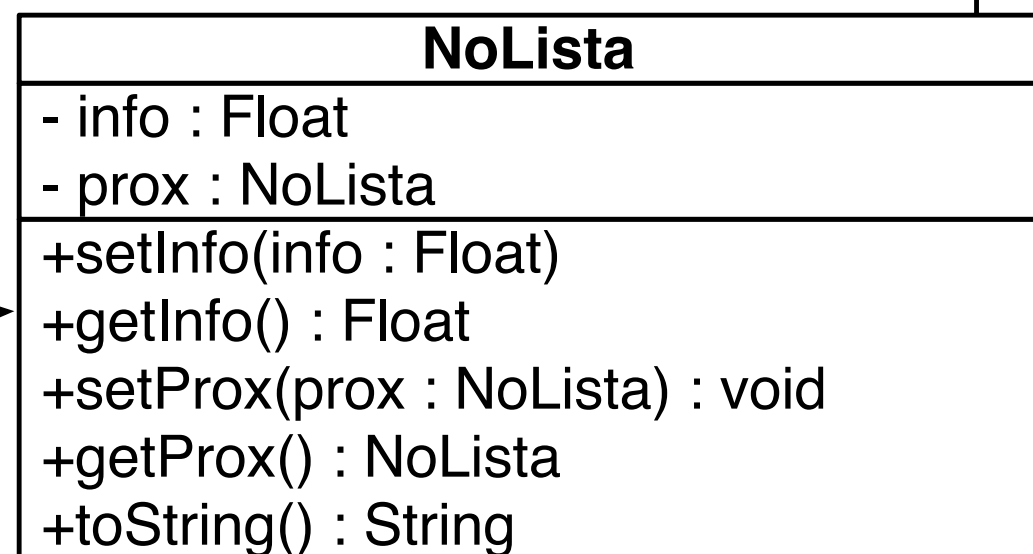 NoLista
- info : Float
- prox : NoLista
+setInfo(info : Float)
+getInfo() : Float
+setProx(prox : NoLista) : void
+getProx() : NoLista
+toString() : String